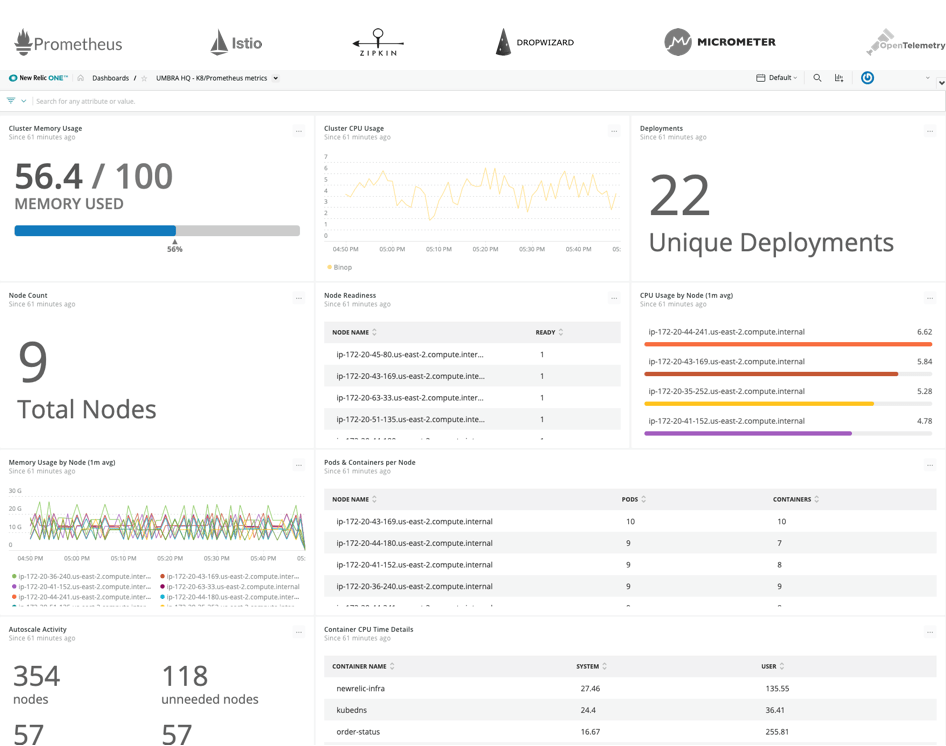 Prometheus
Istio
ZIPKIN
DROPWIZARD
MICROMETER
OpenTelemetry
New Relic ONE™ Dashboards / UMBRA HQ - K8/Prometheus metrics
Default
Search for any attribute or value.
Cluster Memory Usage
Since 61 minutes ago
56.4 / 100
MEMORY USED
56%
Cluster CPU Usage
Since 61 minutes ago
7
6
5
4
3
2
1
0
04:50 PM 05:00 PM 05:10 PM 05:20 PM 05:30 PM 05:40 PM 05:
Binop
Deployments
Since 61 minutes ago
22
Unique Deployments
Node Count
Since 61 minutes ago
9
Total Nodes
Node Readiness
Since 61 minutes ago
NODE NAME READY
ip-172-20-45-80.us-east-2.compute.inter... 1
ip-172-20-43-169.us-east-2.compute.inte... 1
ip-172-20-63-33.us-east-2.compute.inter... 1
ip-172-20-51-135.us-east-2.compute.inte... 1
CPU Usage by Node (1m avg)
Since 61 minutes ago
ip-172-20-44-241.us-east-2.compute.internal 6.62
ip-172-20-43-169.us-east-2.compute.internal 5.84
ip-172-20-35-252.us-east-2.compute.internal 5.28
ip-172-20-41-152.us-east-2.compute.internal 4.78
Memory Usage by Node (1m avg)
Since 61 minutes ago
30 G
20 G
10 G
0
04:50 PM 05:00 PM 05:10 PM 05:20 PM 05:30 PM 05:40 PM 05:
ip-172-20-36-240.us-east-2.compute.inter... ip-172-20-43-169.us-east-2.compute.inter...
ip-172-20-41-152.us-east-2.compute.inter... ip-172-20-63-33.us-east-2.compute.internal
ip-172-20-44-241.us-east-2.compute.inter... ip-172-20-44-180.us-east-2.compute.inter...
Pods & Containers per Node
Since 61 minutes ago
NODE NAME PODS CONTAINERS
ip-172-20-43-169.us-east-2.compute.internal 10 10
ip-172-20-44-180.us-east-2.compute.internal 9 7
ip-172-20-41-152.us-east-2.compute.internal 9 8
ip-172-20-36-240.us-east-2.compute.internal 9 9
Autoscale Activity
Since 61 minutes ago
354 118
nodes unneeded nodes
57 57
Container CPU Time Details
Since 61 minutes ago
CONTAINER NAME SYSTEM USER
newrelic-infra 27.46 135.55
kubedns 24.4 36.41
order-status 16.67 255.81